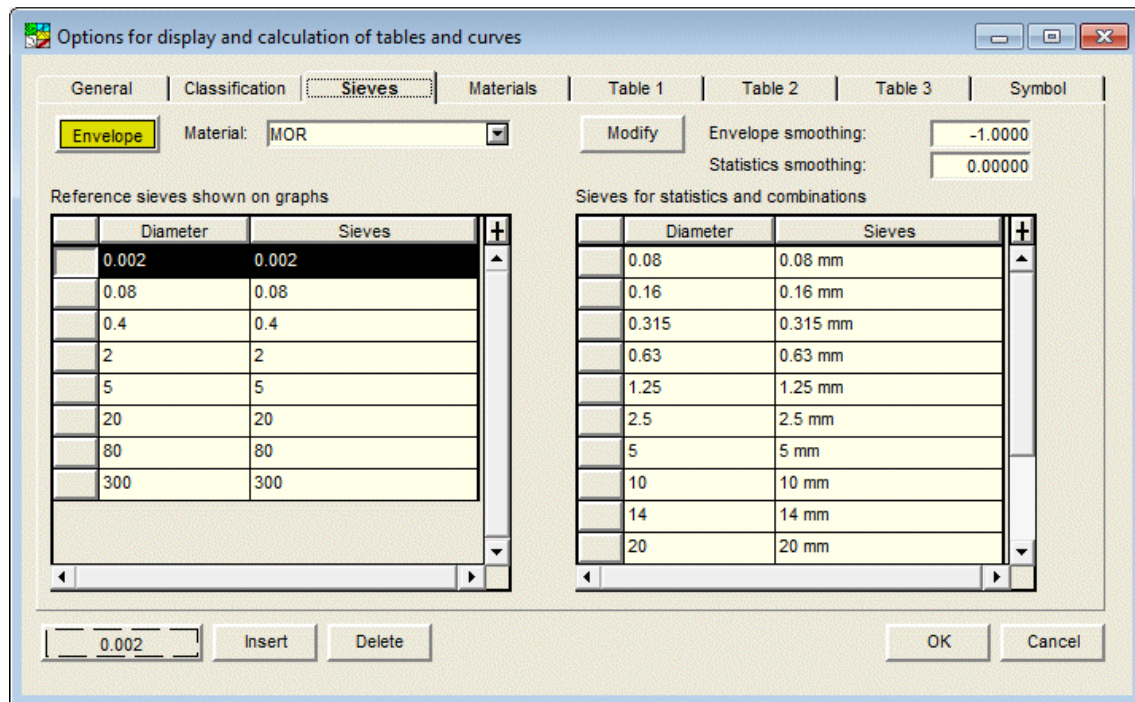 Options for display and calculation of tables and curves
General Classification Sieves Materials Table 1 Table 2 Table 3 Symbol
Envelope Material: MOR Modify Envelope smoothing: -1.0000
Statistics smoothing: 0.00000
Reference sieves shown on graphs Sieves for statistics and combinations
Diameter Sieves + Diameter Sieves +
0.002 0.002 0.08 0.08 mm
0.08 0.08 0.16 0.16 mm
0.4 0.4 0.315 0.315 mm
2 2 0.63 0.63 mm
5 5 1.25 1.25 mm
20 20 2.5 2.5 mm
80 80 5 5 mm
300 300 10 10 mm
14 14 mm
20 20 mm
0.002 Insert Delete OK Cancel